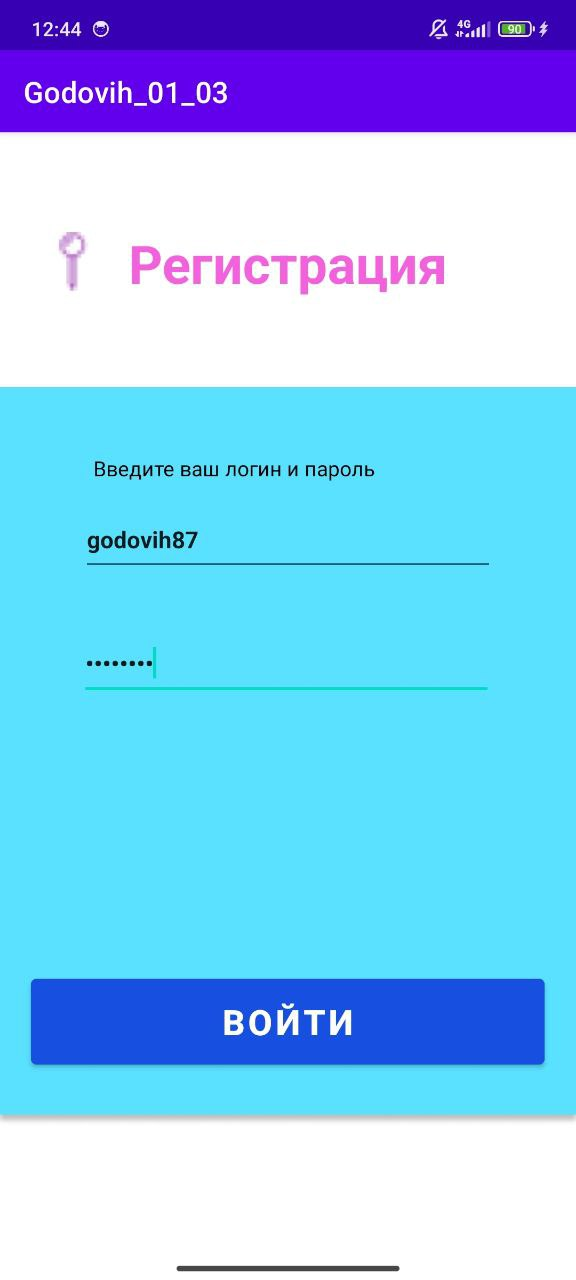 12:44
4G
90
Godovih_01_03
Регистрация
Введите ваш логин и пароль
godovih87
••••••••
ВОЙТИ